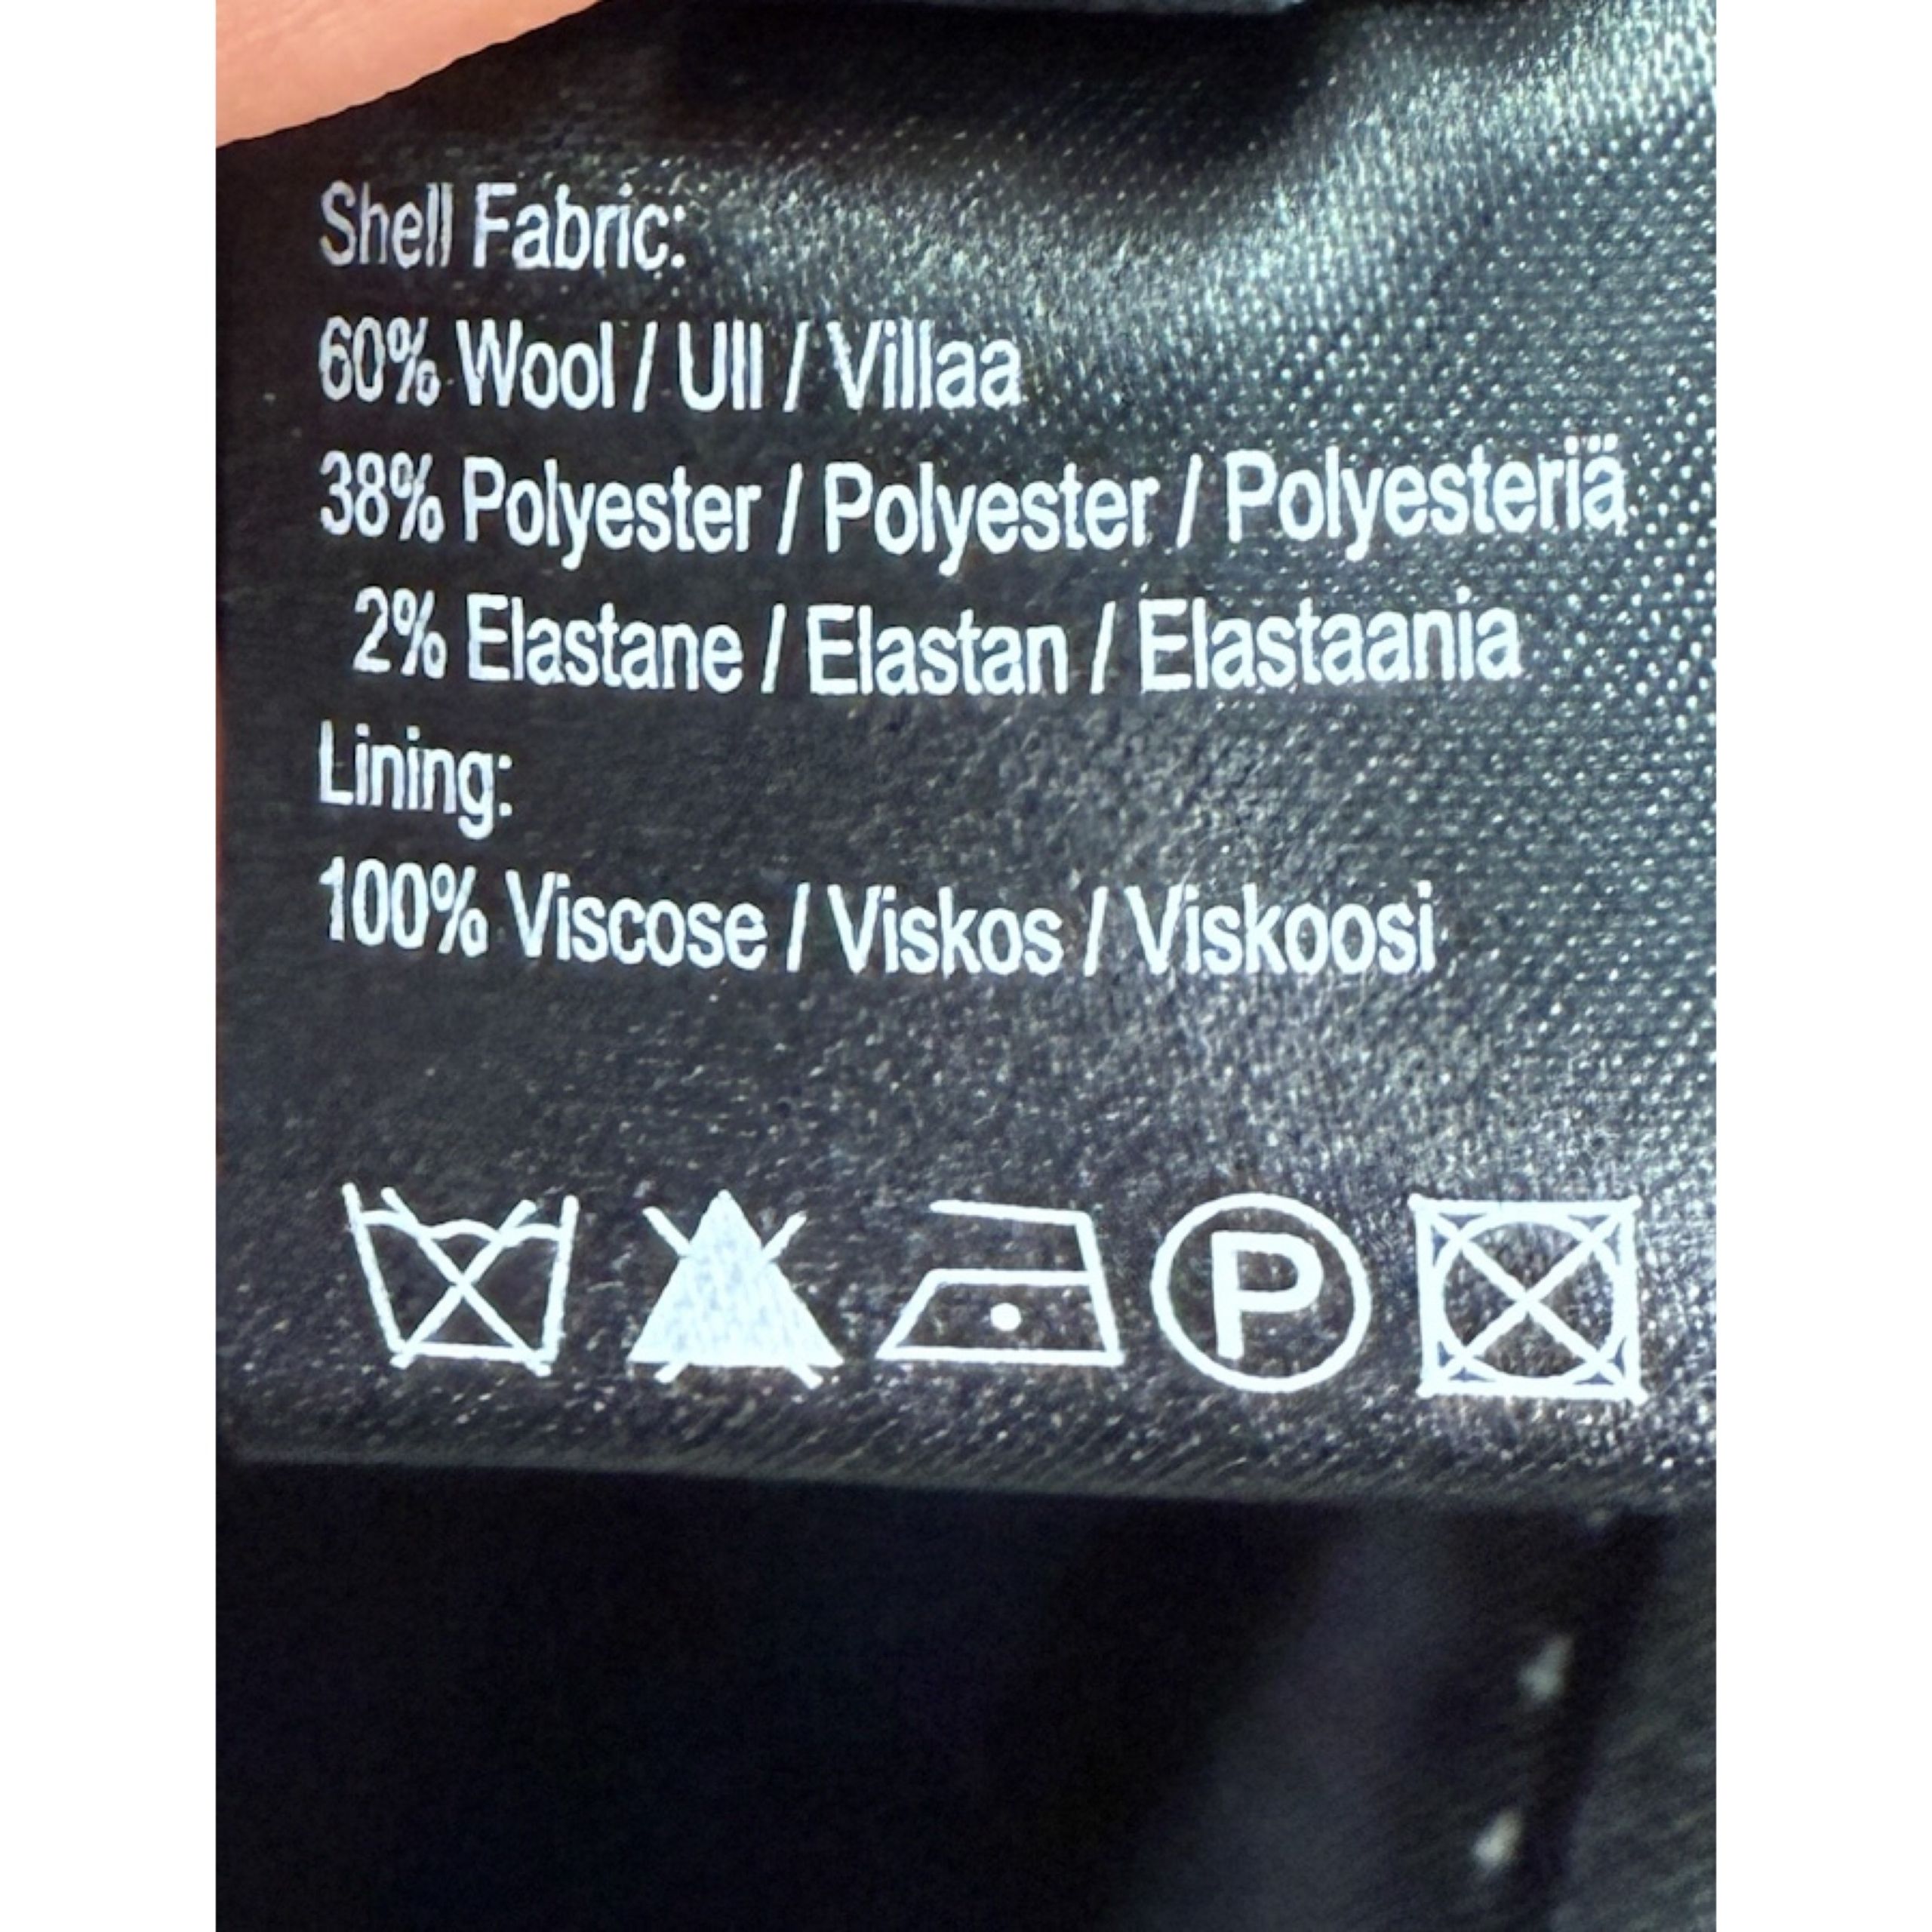 Shell Fabric:
60% Wool / Ull / Villaa
38% Polyester / Polyester / Polyesteriä
2% Elastane / Elastan / Elastaania
Lining:
100% Viscose / Viskos / Viskoosi
P